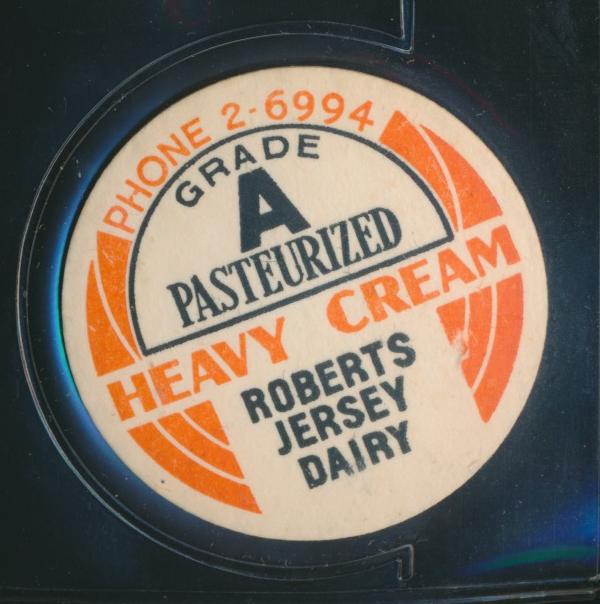 PHONE 2-6994
GRADE
A
PASTEURIZED
HEAVY CREAM
ROBERTS
JERSEY
DAIRY